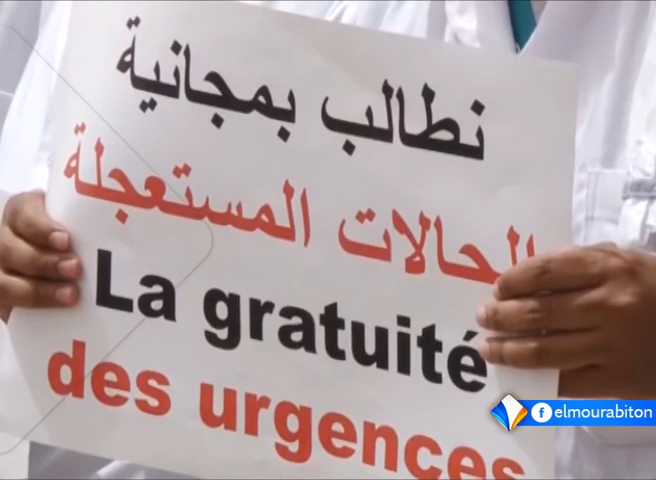 نطالب بمجانية
الحالات المستعجلة
La gratuité
des urgences
elmourabiton